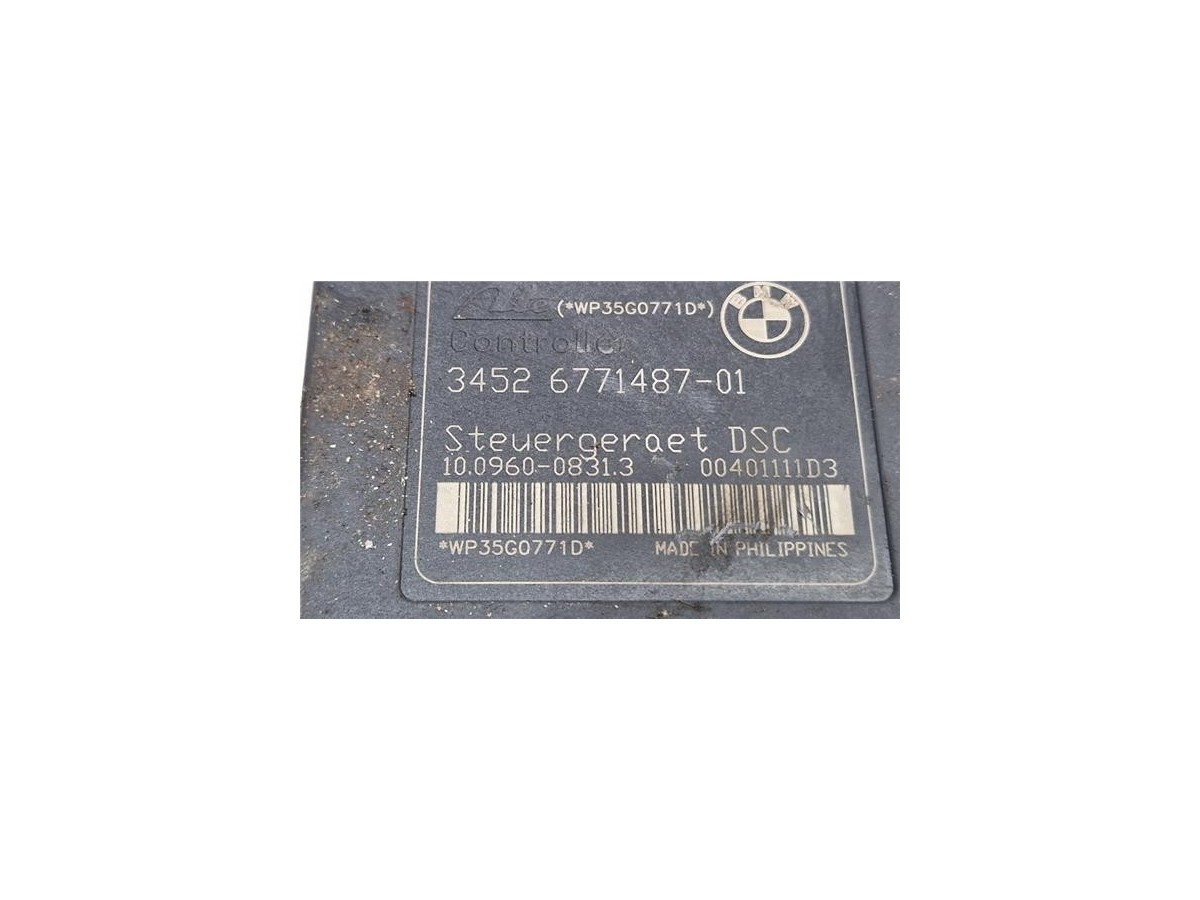 Ate (*WP35G0771D*) BMW
Controller
3452 6771487-01
Steuergeraet DSC
10.0960-0831.3 00401111D3
*WP35G0771D* MADE IN PHILIPPINES